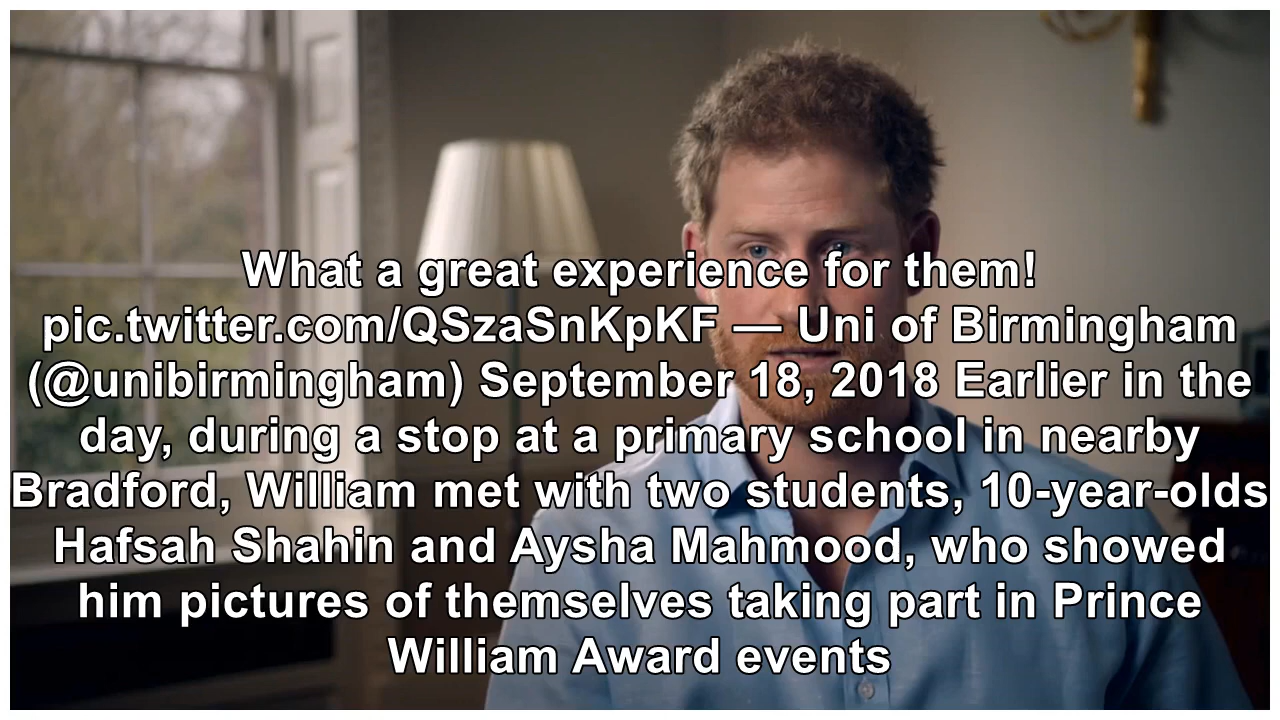 What a great experience for them!
pic.twitter.com/QSzaSnKpKF — Uni of Birmingham
(@unibirmingham) September 18, 2018 Earlier in the
day, during a stop at a primary school in nearby
Bradford, William met with two students, 10-year-olds
Hafsah Shahin and Aysha Mahmood, who showed
him pictures of themselves taking part in Prince
William Award events